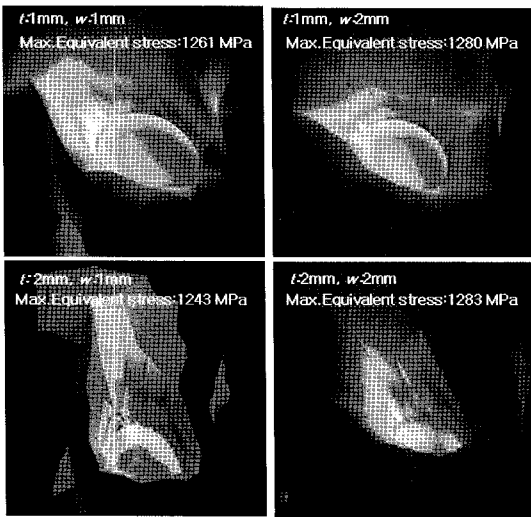 t:1mm, w-1mm
Max.Equivalent stress:1261 MPa
t:1mm, w-2mm
Max.Equivalent stress:1280 MPa
t-2mm, w-1mm
Max.Equivalent stress:1243 MPa
t-2mm, w-2mm
Max.Equivalent stress:1283 MPa